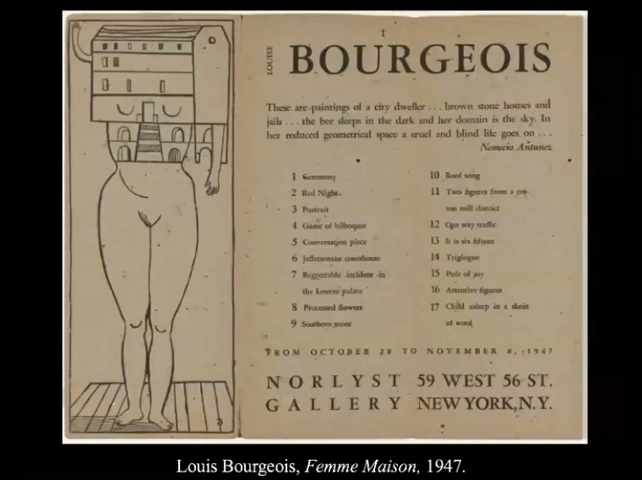 LOUISE
BOURGEOIS
These are paintings of a city dweller . . . brown stone houses and
jails . . . the bee sleeps in the dark and her domain is the sky. In
her reduced geometrical space a cruel and blind life goes on . . .
Nemecio Antunez
1 Ceremony
2 Red Night
3 Portrait
4 Game of bilboquet
5 Conversation piece
6 Jeffersonian courthouse
7 Regrettable incident in
the Louvre palace
8 Processed flowers
9 Southern scene
10 Roof song
11 Two figures from a cot-
ton mill district
12 One way traffic
13 It is six fifteen
14 Triglogue
15 Pole of joy
16 Attentive figures
17 Child asleep in a skein
of wool
FROM OCTOBER 28 TO NOVEMBER 8, 1947
NORLYST 59 WEST 56 ST.
GALLERY NEW YORK, N.Y.
Louis Bourgeois, Femme Maison, 1947.